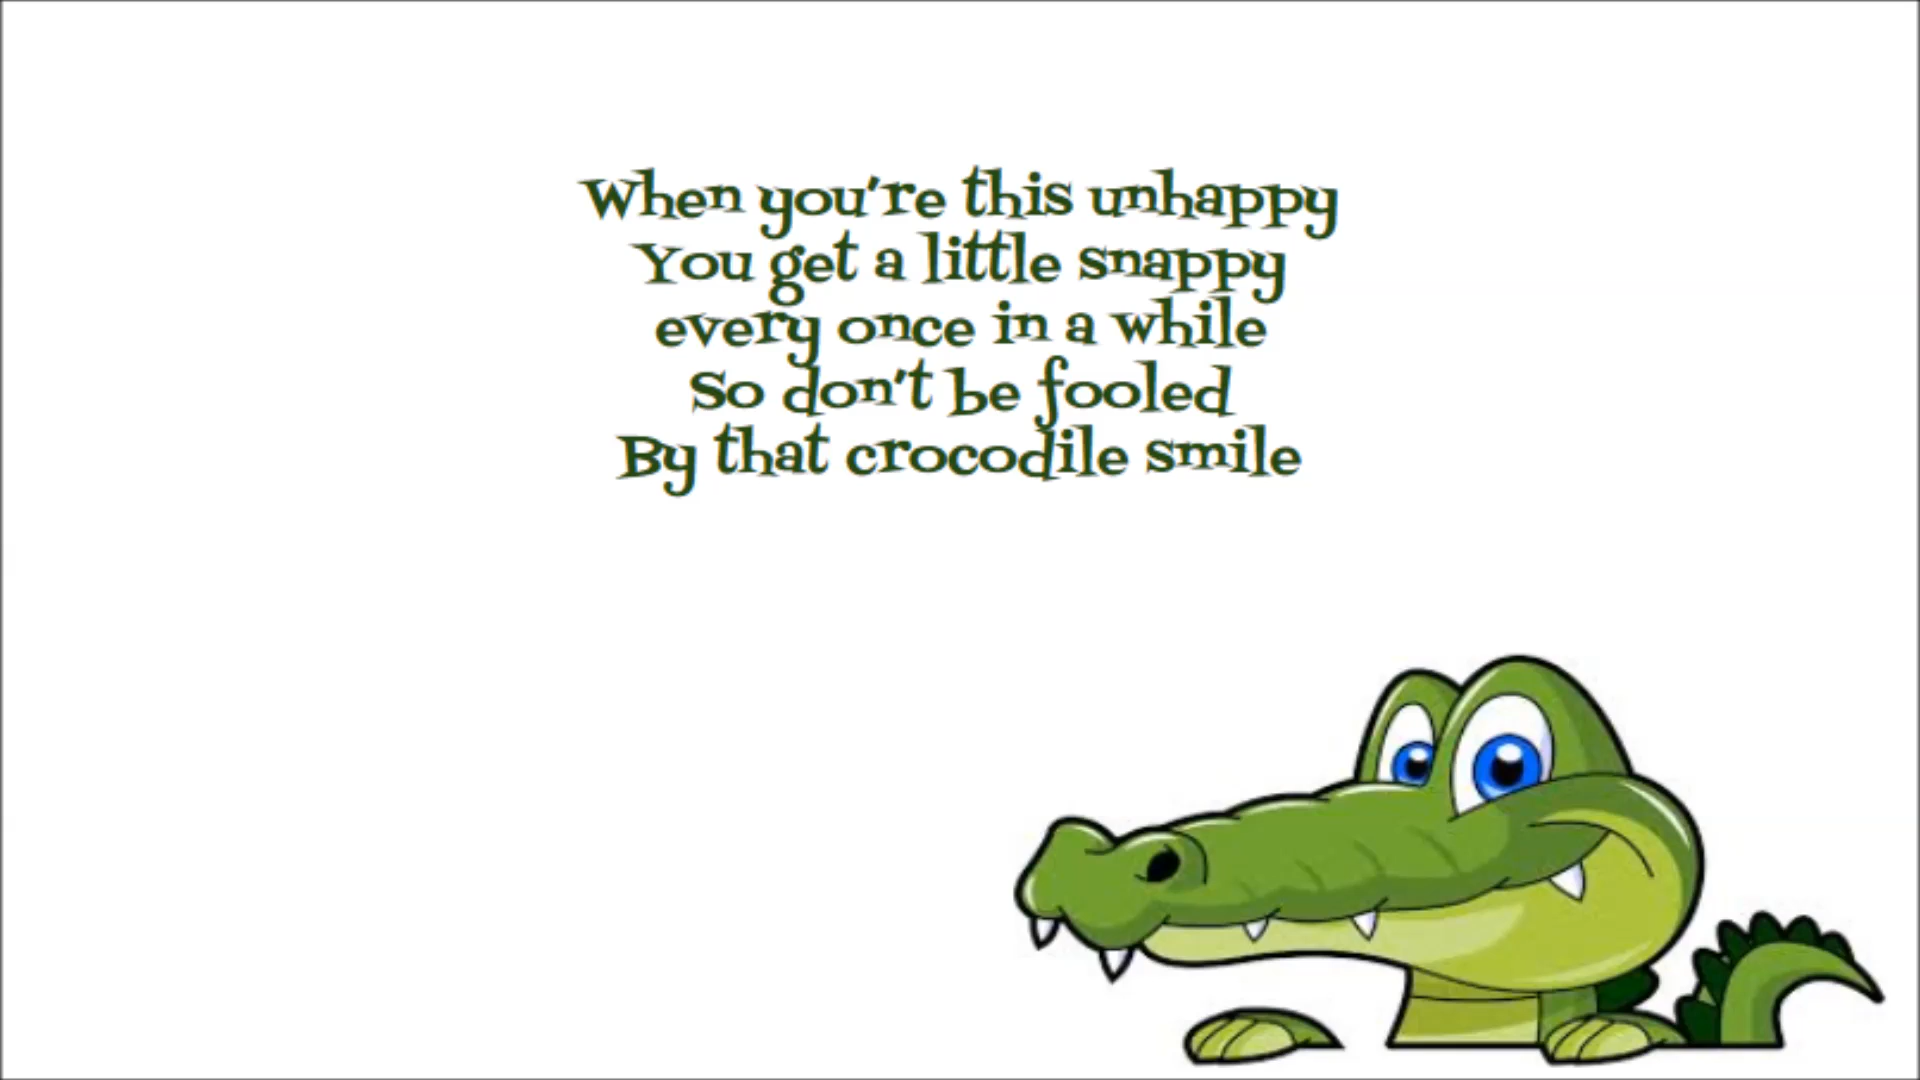 When you're this unhappy
You get a little snappy
every once in a while
So don't be fooled
By that crocodile smile